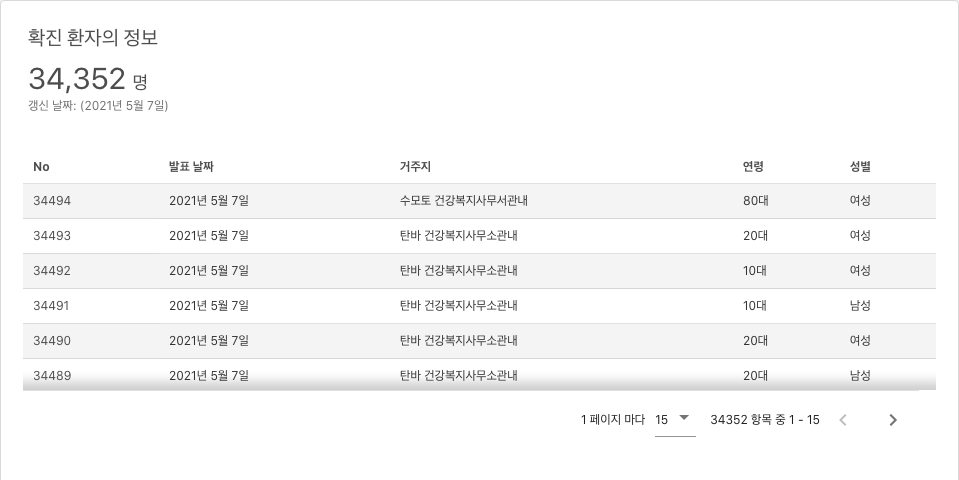 확진 환자의 정보
34,352 명
갱신 날짜: (2021년 5월 7일)
No 발표 날짜 거주지 연령 성별
34494 2021년 5월 7일 수모토 건강복지사무서관내 80대 여성
34493 2021년 5월 7일 탄바 건강복지사무소관내 20대 여성
34492 2021년 5월 7일 탄바 건강복지사무소관내 10대 여성
34491 2021년 5월 7일 탄바 건강복지사무소관내 10대 남성
34490 2021년 5월 7일 탄바 건강복지사무소관내 20대 여성
34489 2021년 5월 7일 탄바 건강복지사무소관내 20대 남성
1 페이지 마다 15 34352 항목 중 1 - 15